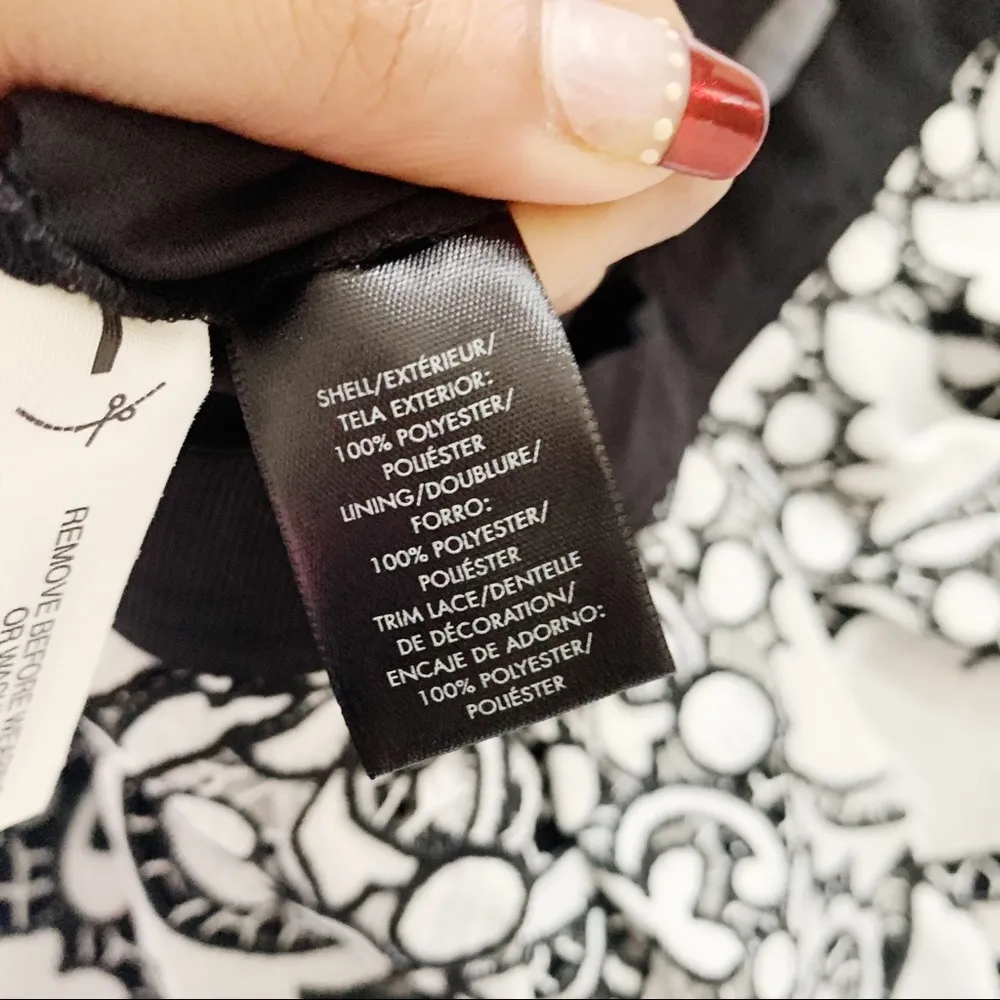 SHELL/EXTÉRIEUR/
TELA EXTERIOR:
100% POLYESTER/
POLIÉSTER
LINING/DOUBLURE/
FORRO:
100% POLYESTER/
POLIÉSTER
TRIM LACE/DENTELLE
DE DÉCORATION/
ENCAJE DE ADORNO:
100% POLYESTER/
POLIÉSTER
REMOVE BEFORE
OR